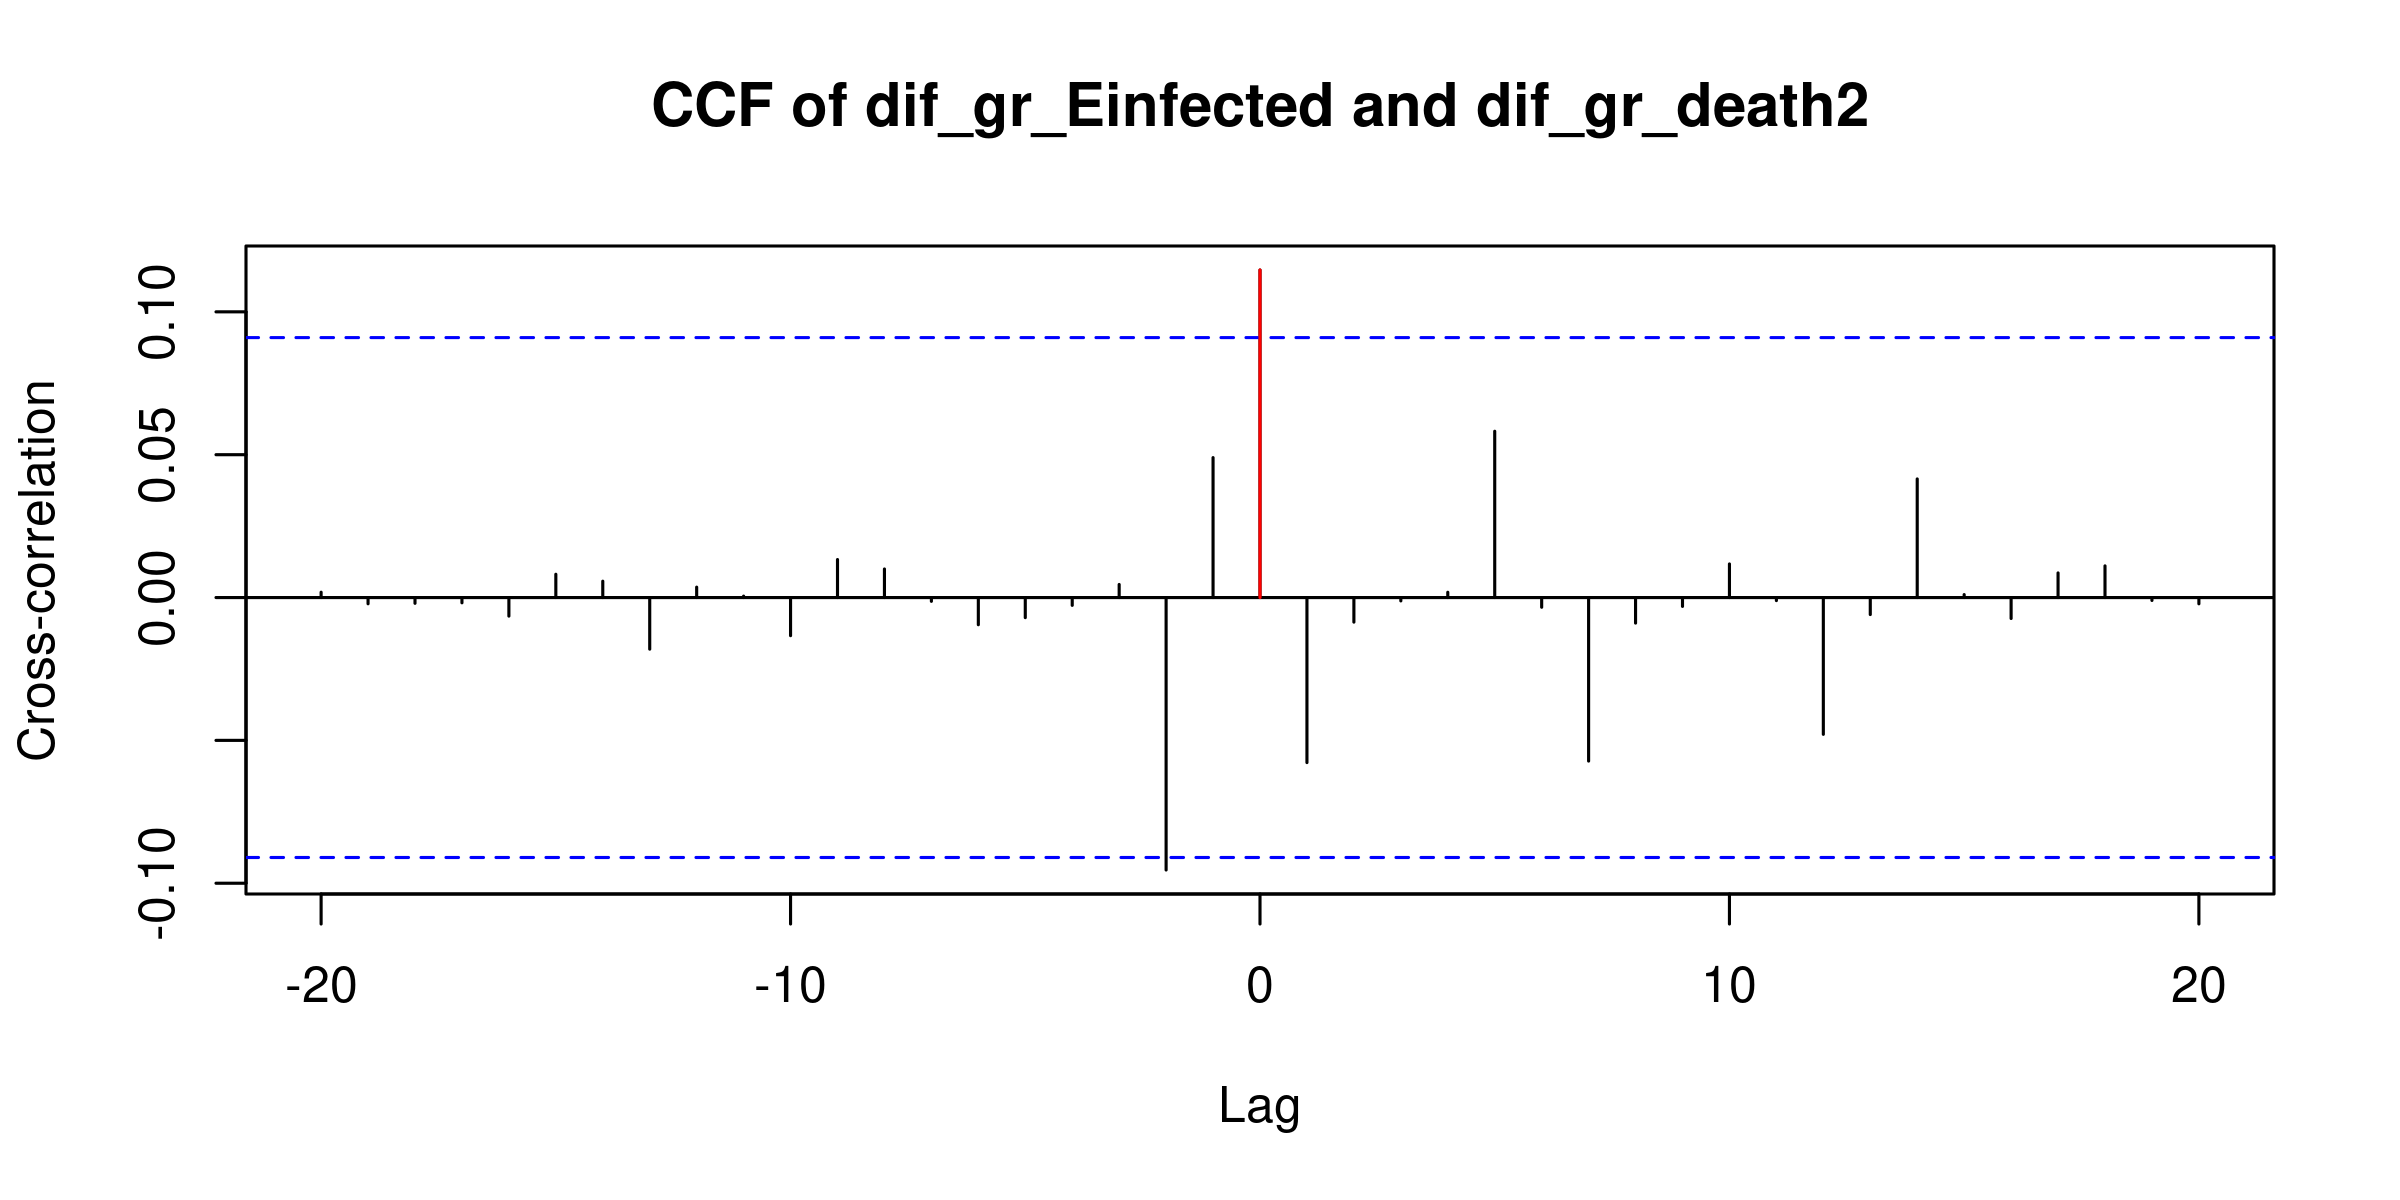 CCF of dif_gr_Einfected and dif_gr_death2
Cross-correlation
0.10
0.05
0.00
-0.10
-20 -10 0 10 20
Lag